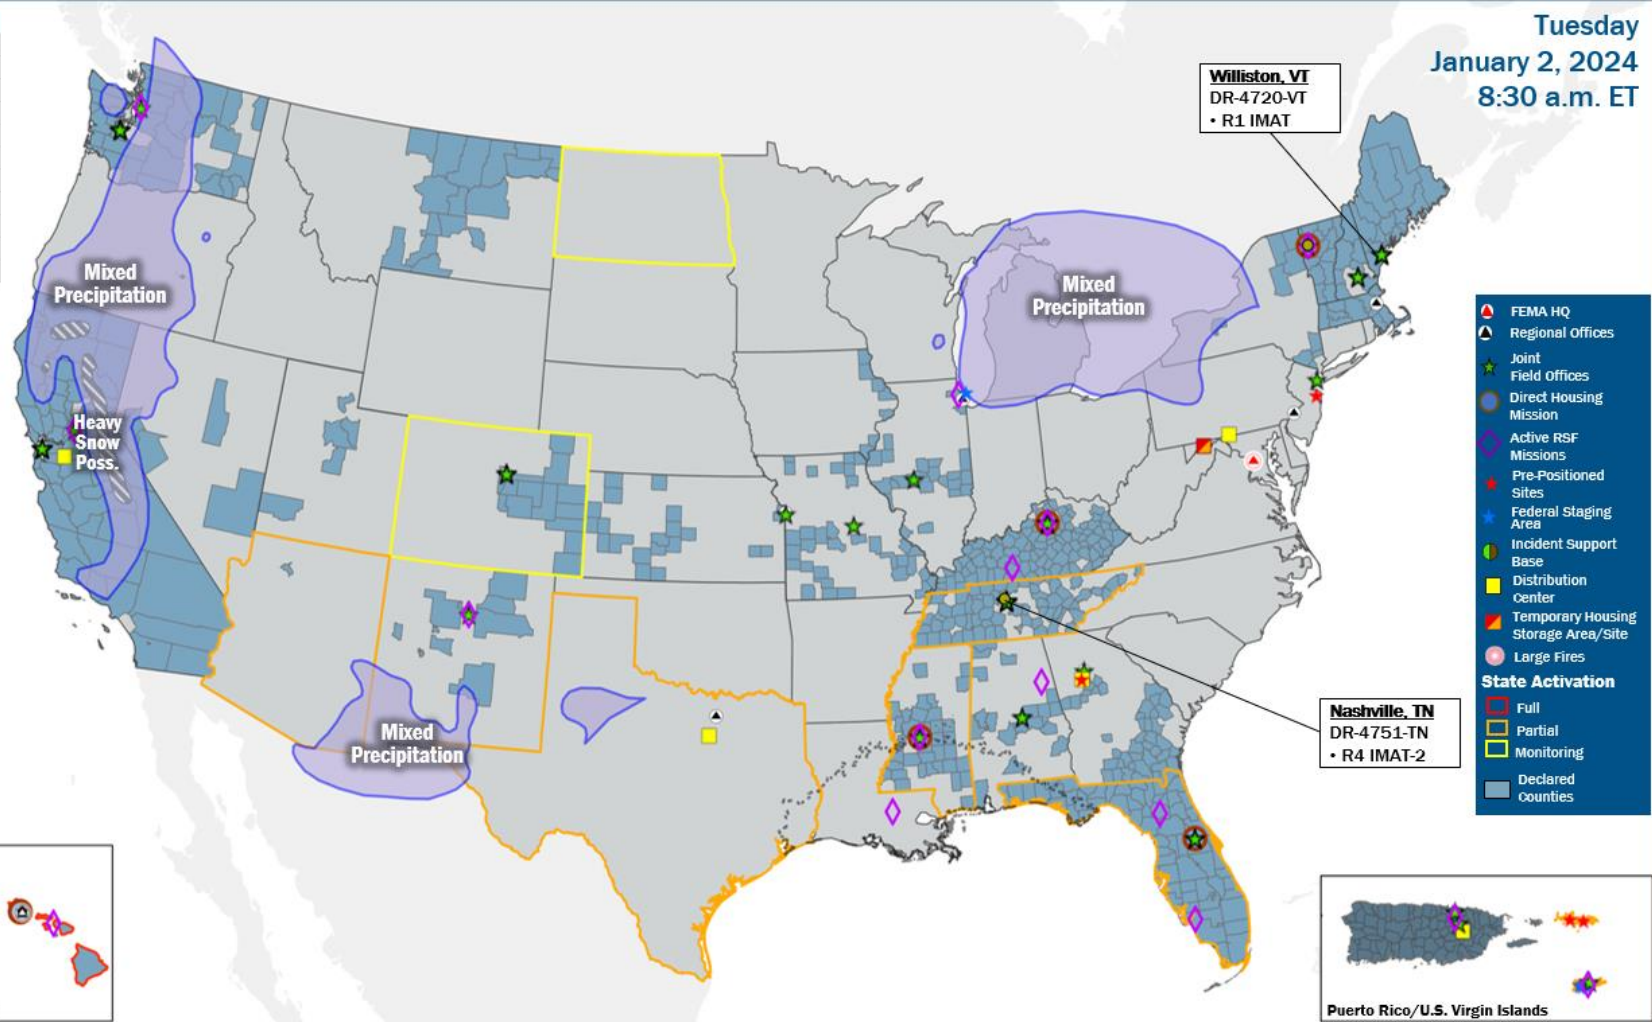 Tuesday
January 2, 2024
8:30 a.m. ET
Williston, VT
DR-4720-VT
• R1 IMAT
Mixed
Precipitation
Mixed
Precipitation
Heavy
Snow
Poss.
Mixed
Precipitation
Nashville, TN
DR-4751-TN
• R4 IMAT-2
FEMA HQ
Regional Offices
Joint
Field Offices
Direct Housing
Mission
Active RSF
Missions
Pre-Positioned
Sites
Federal Staging
Area
Incident Support
Base
Distribution
Center
Temporary Housing
Storage Area/Site
Large Fires
State Activation
Full
Partial
Monitoring
Declared
Counties
Puerto Rico/U.S. Virgin Islands